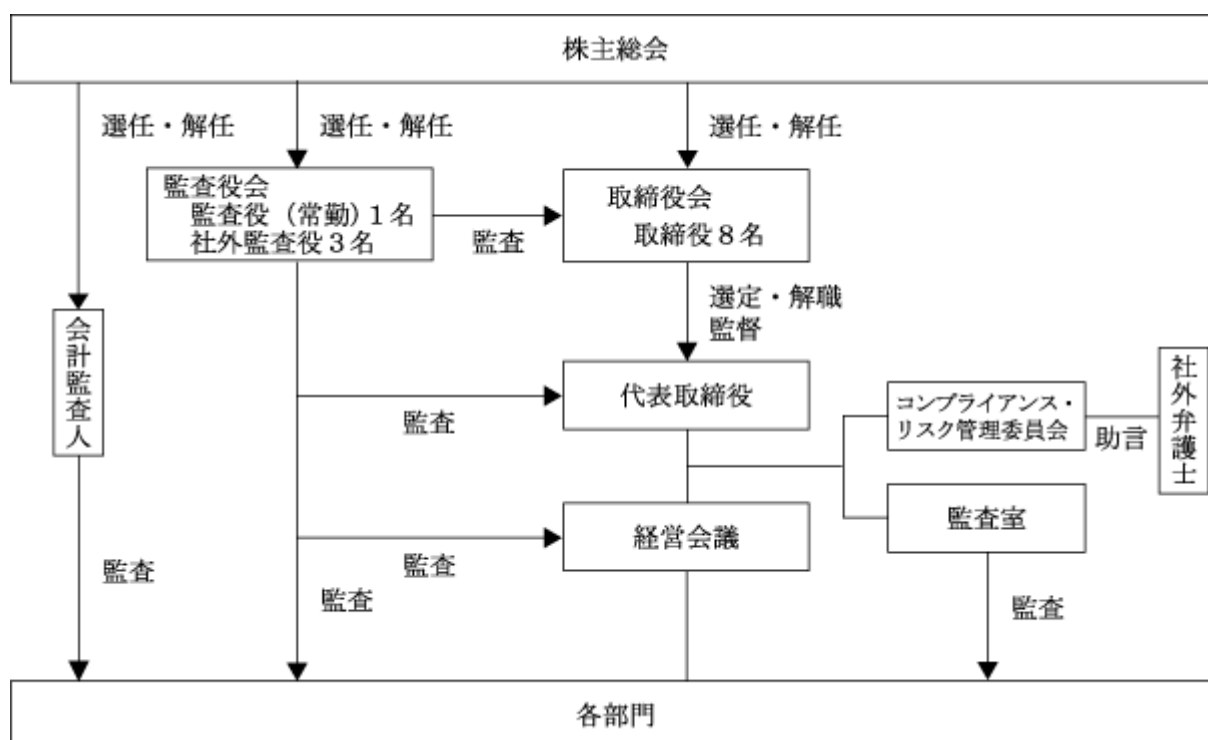 株主総会
選任・解任
選任・解任
選任・解任
監査役会
監査役（常勤）1名
社外監査役3名
監査
取締役会
取締役8名
選定・解職
監督
会計監査人
代表取締役
監査
コンプライアンス・
リスク管理委員会
助言
社外弁護士
経営会議
監査
監査室
監査
監査
監査
各部門